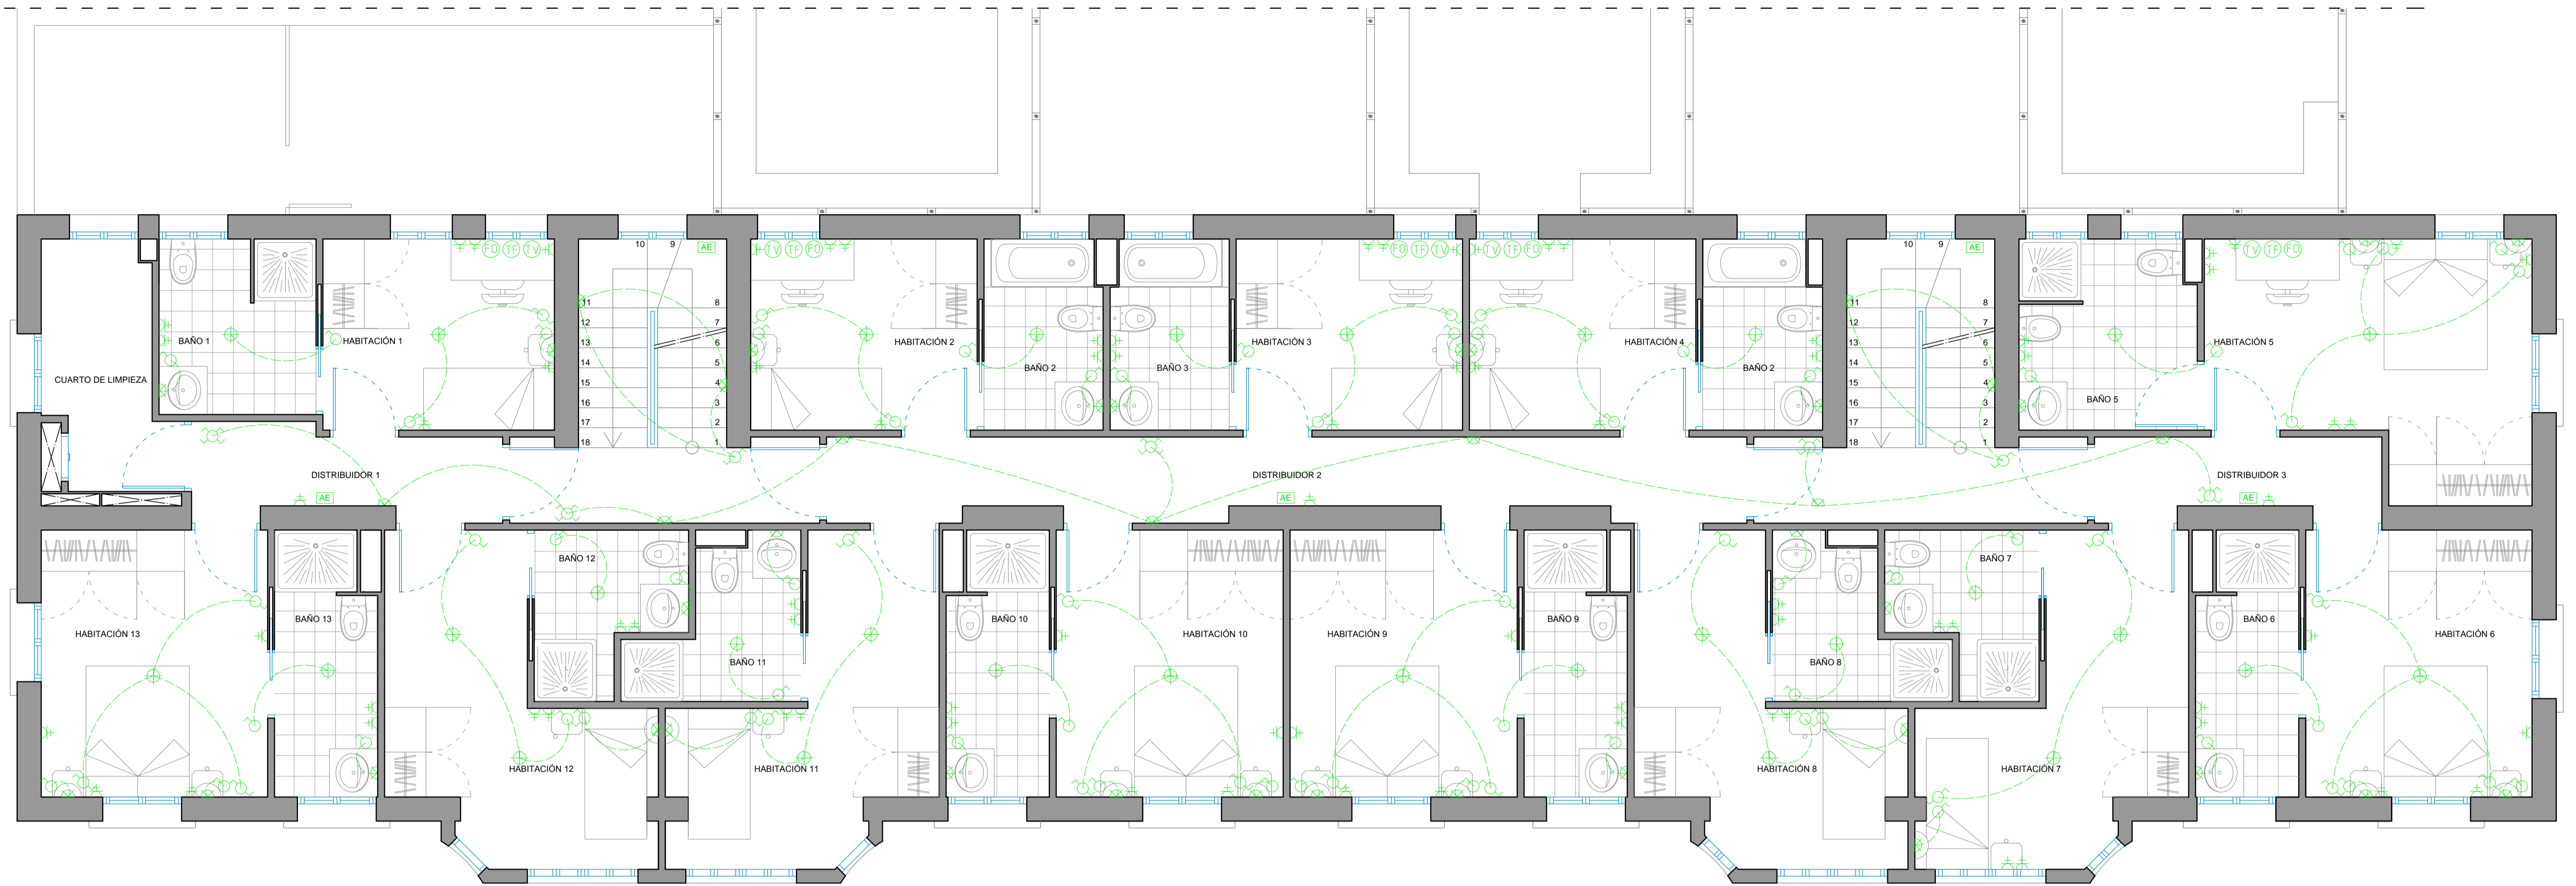 10 9 AE
10 9 AE
FO TF TV
TV TF FO
FO TF TV
TV TF FO
TV TF FO
11 8
12 7
13 6
14 5
15 4
16 3
17 2
18 1
11 8
12 7
13 6
14 5
15 4
16 3
17 2
18 1
BAÑO 1
HABITACIÓN 1
HABITACIÓN 2
BAÑO 2
BAÑO 3
HABITACIÓN 3
HABITACIÓN 4
BAÑO 2
BAÑO 5
HABITACIÓN 5
CUARTO DE LIMPIEZA
DISTRIBUIDOR 1
AE
DISTRIBUIDOR 2
AE
DISTRIBUIDOR 3
AE
HABITACIÓN 13
BAÑO 13
BAÑO 12
BAÑO 11
BAÑO 10
HABITACIÓN 10
HABITACIÓN 9
BAÑO 9
BAÑO 8
BAÑO 7
BAÑO 6
HABITACIÓN 6
HABITACIÓN 12
HABITACIÓN 11
HABITACIÓN 8
HABITACIÓN 7